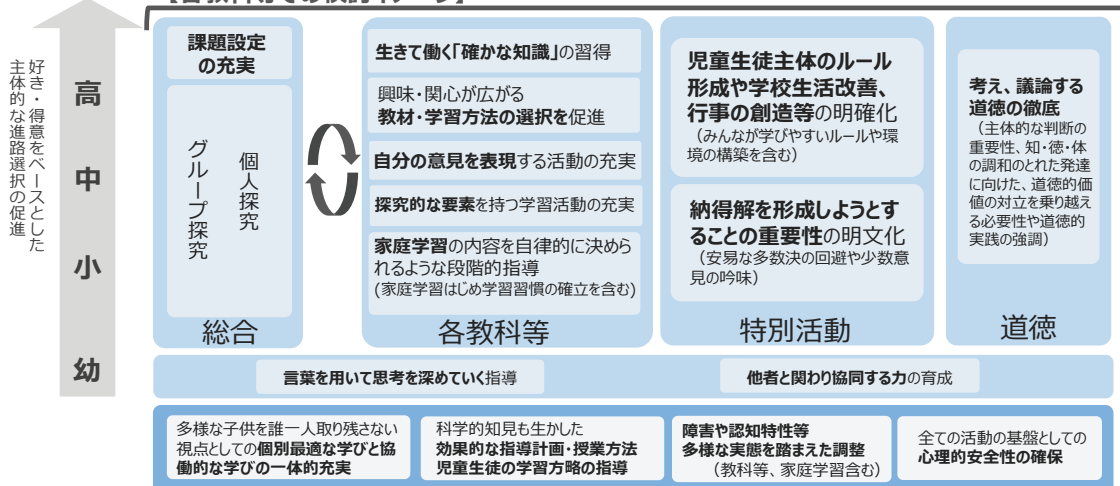 好き・得意をベースとした
主体的な進路選択の促進
高
中
小
幼
課題設定
の充実
グループ探究
個人探究
総合
生きて働く「確かな知識」の習得
興味・関心が広がる
教材・学習方法の選択を促進
自分の意見を表現する活動の充実
探究的な要素を持つ学習活動の充実
家庭学習の内容を自律的に決めら
れるような段階的指導
(家庭学習はじめ学習習慣の確立を含む)
各教科等
児童生徒主体のルール
形成や学校生活改善、
行事の創造等の明確化
（みんなが学びやすいルールや環
境の構築を含む）
納得解を形成しようとす
ることの重要性の明文化
（安易な多数決の回避や少数意
見の吟味）
特別活動
考え、議論する
道徳の徹底
（主体的な判断の
重要性、知・徳・体
の調和のとれた発達
に向けた、道徳的価
値の対立を乗り越え
る必要性や道徳的
実践の強調）
道徳
言葉を用いて思考を深めていく指導
他者と関わり協同する力の育成
多様な子供を誰一人取り残さない
視点としての個別最適な学びと協
働的な学びの一体的充実
科学的知見も生かした
効果的な指導計画・授業方法
児童生徒の学習方略の指導
障害や認知特性等
多様な実態を踏まえた調整
（教科等、家庭学習含む）
全ての活動の基盤としての
心理的安全性の確保